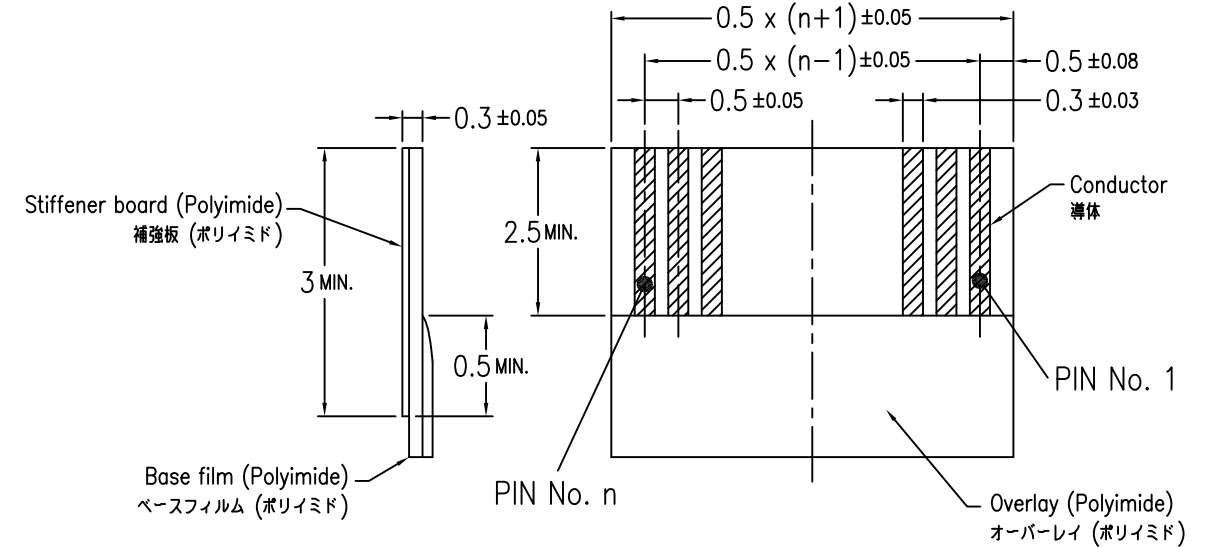 0.5 x (n+1) ±0.05
0.5 x (n-1) ±0.05
0.5 ±0.08
0.5 ±0.05
0.3 ±0.03
0.3 ±0.05
Stiffener board (Polyimide)
補強板 (ポリイミド)
Conductor
導体
2.5 MIN.
3 MIN.
0.5 MIN.
PIN No. 1
Base film (Polyimide)
ベースフィルム (ポリイミド)
PIN No. n
Overlay (Polyimide)
オーバーレイ (ポリイミド)